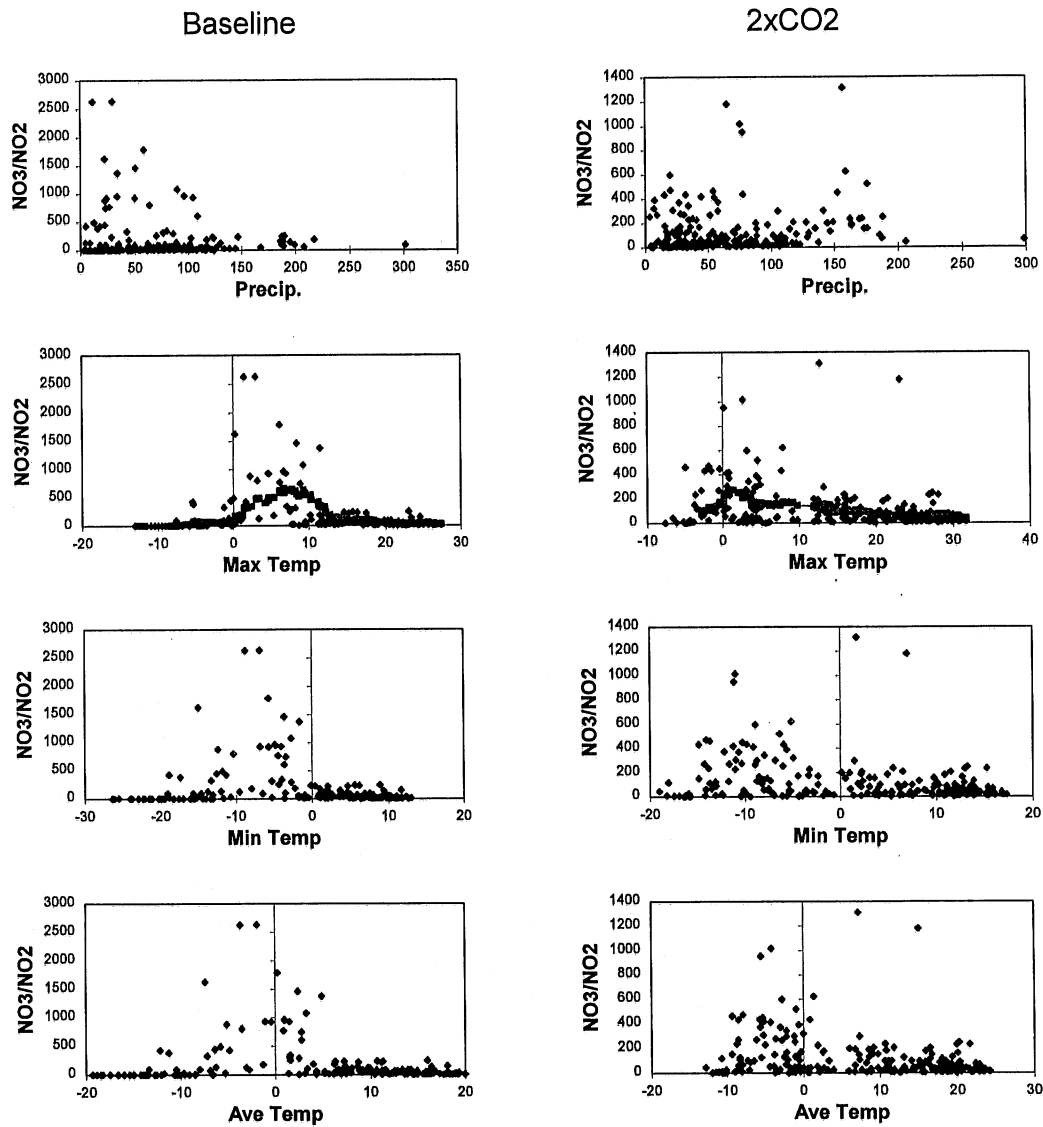 Baseline 2xCO2
3000
2500
2000
1500
1000
500
0
NO3/NO2
0 50 100 150 200 250 300 350
Precip.
1400
1200
1000
800
600
400
200
0
NO3/NO2
0 50 100 150 200 250 300
Precip.
3000
2500
2000
1500
1000
500
0
NO3/NO2
-20 -10 0 10 20 30
Max Temp
1400
1200
1000
800
600
400
200
0
NO3/NO2
-10 0 10 20 30 40
Max Temp
3000
2500
2000
1500
1000
500
0
NO3/NO2
-30 -20 -10 0 10 20
Min Temp
1400
1200
1000
800
600
400
200
0
NO3/NO2
-20 -10 0 10 20
Min Temp
3000
2500
2000
1500
1000
500
0
NO3/NO2
-20 -10 0 10 20
Ave Temp
1400
1200
1000
800
600
400
200
0
NO3/NO2
-20 -10 0 10 20 30
Ave Temp